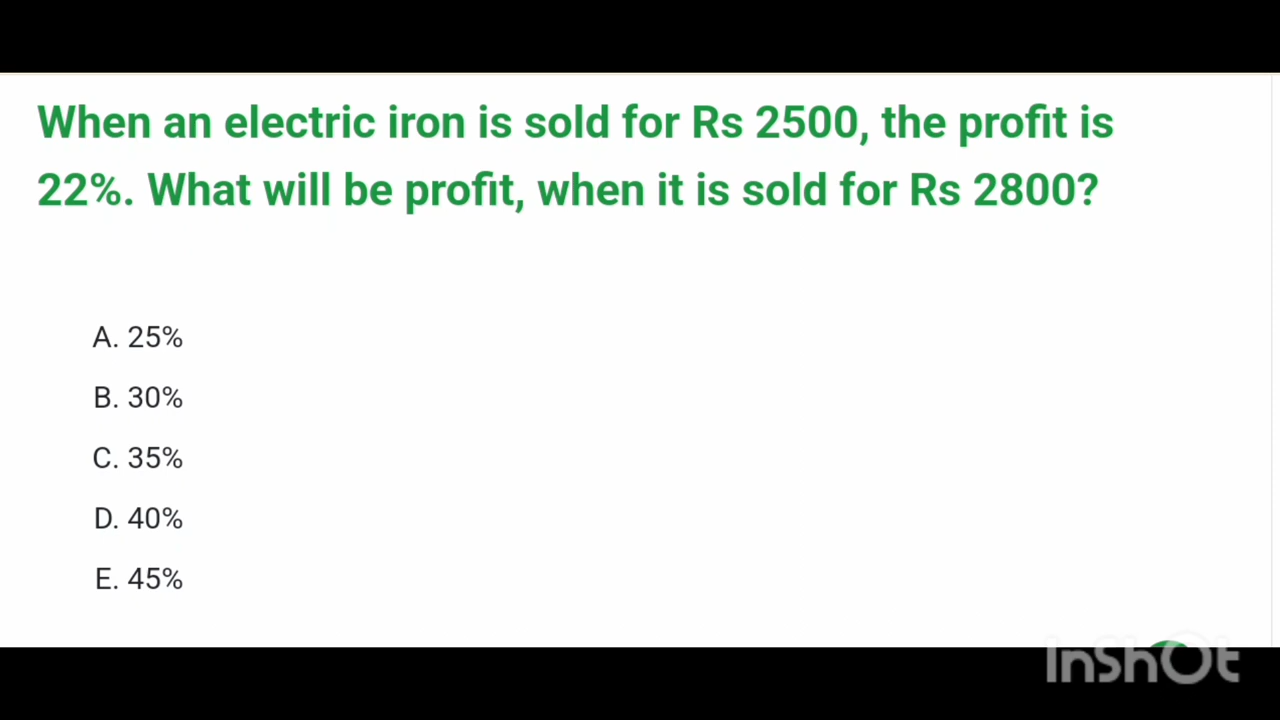 When an electric iron is sold for Rs 2500, the profit is
22%. What will be profit, when it is sold for Rs 2800?
A. 25%
B. 30%
C. 35%
D. 40%
E. 45%
InShOt